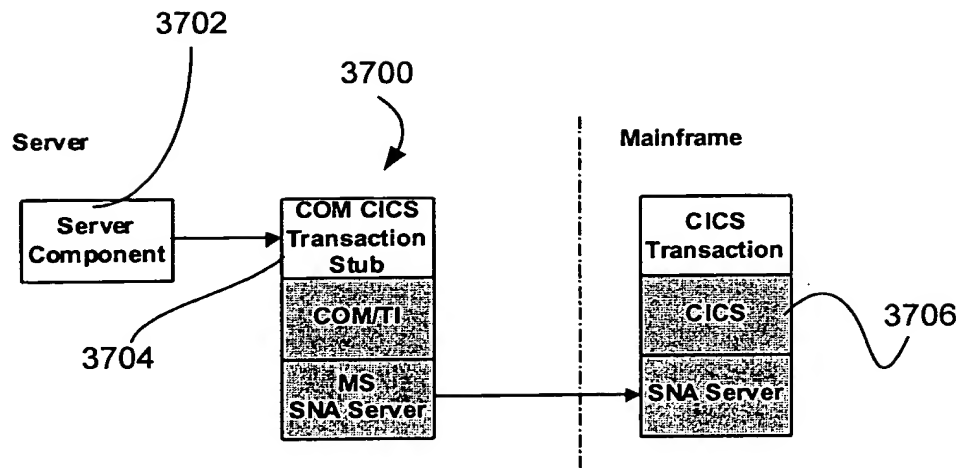 3702
3700
Server
Mainframe
Server
Component
COM CICS
Transaction
Stub
CICS
Transaction
COM/TI
CICS
3706
3704
MS
SNA Server
SNA Server